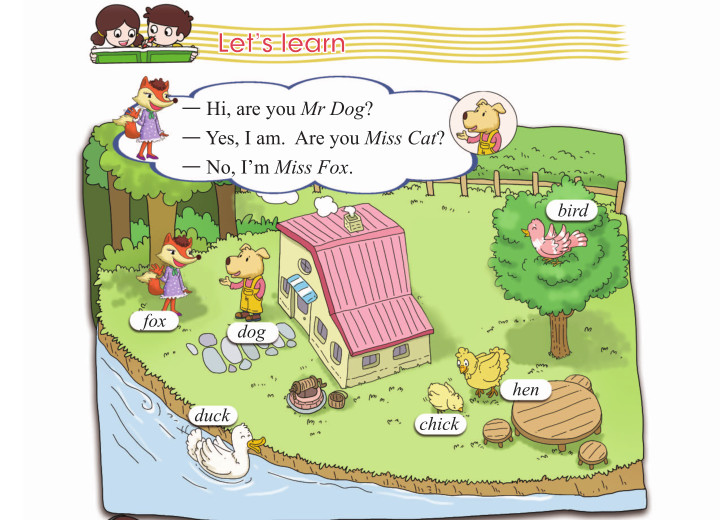 Let's learn
— Hi, are you Mr Dog?
— Yes, I am. Are you Miss Cat?
— No, I'm Miss Fox.
bird
fox
dog
hen
duck
chick